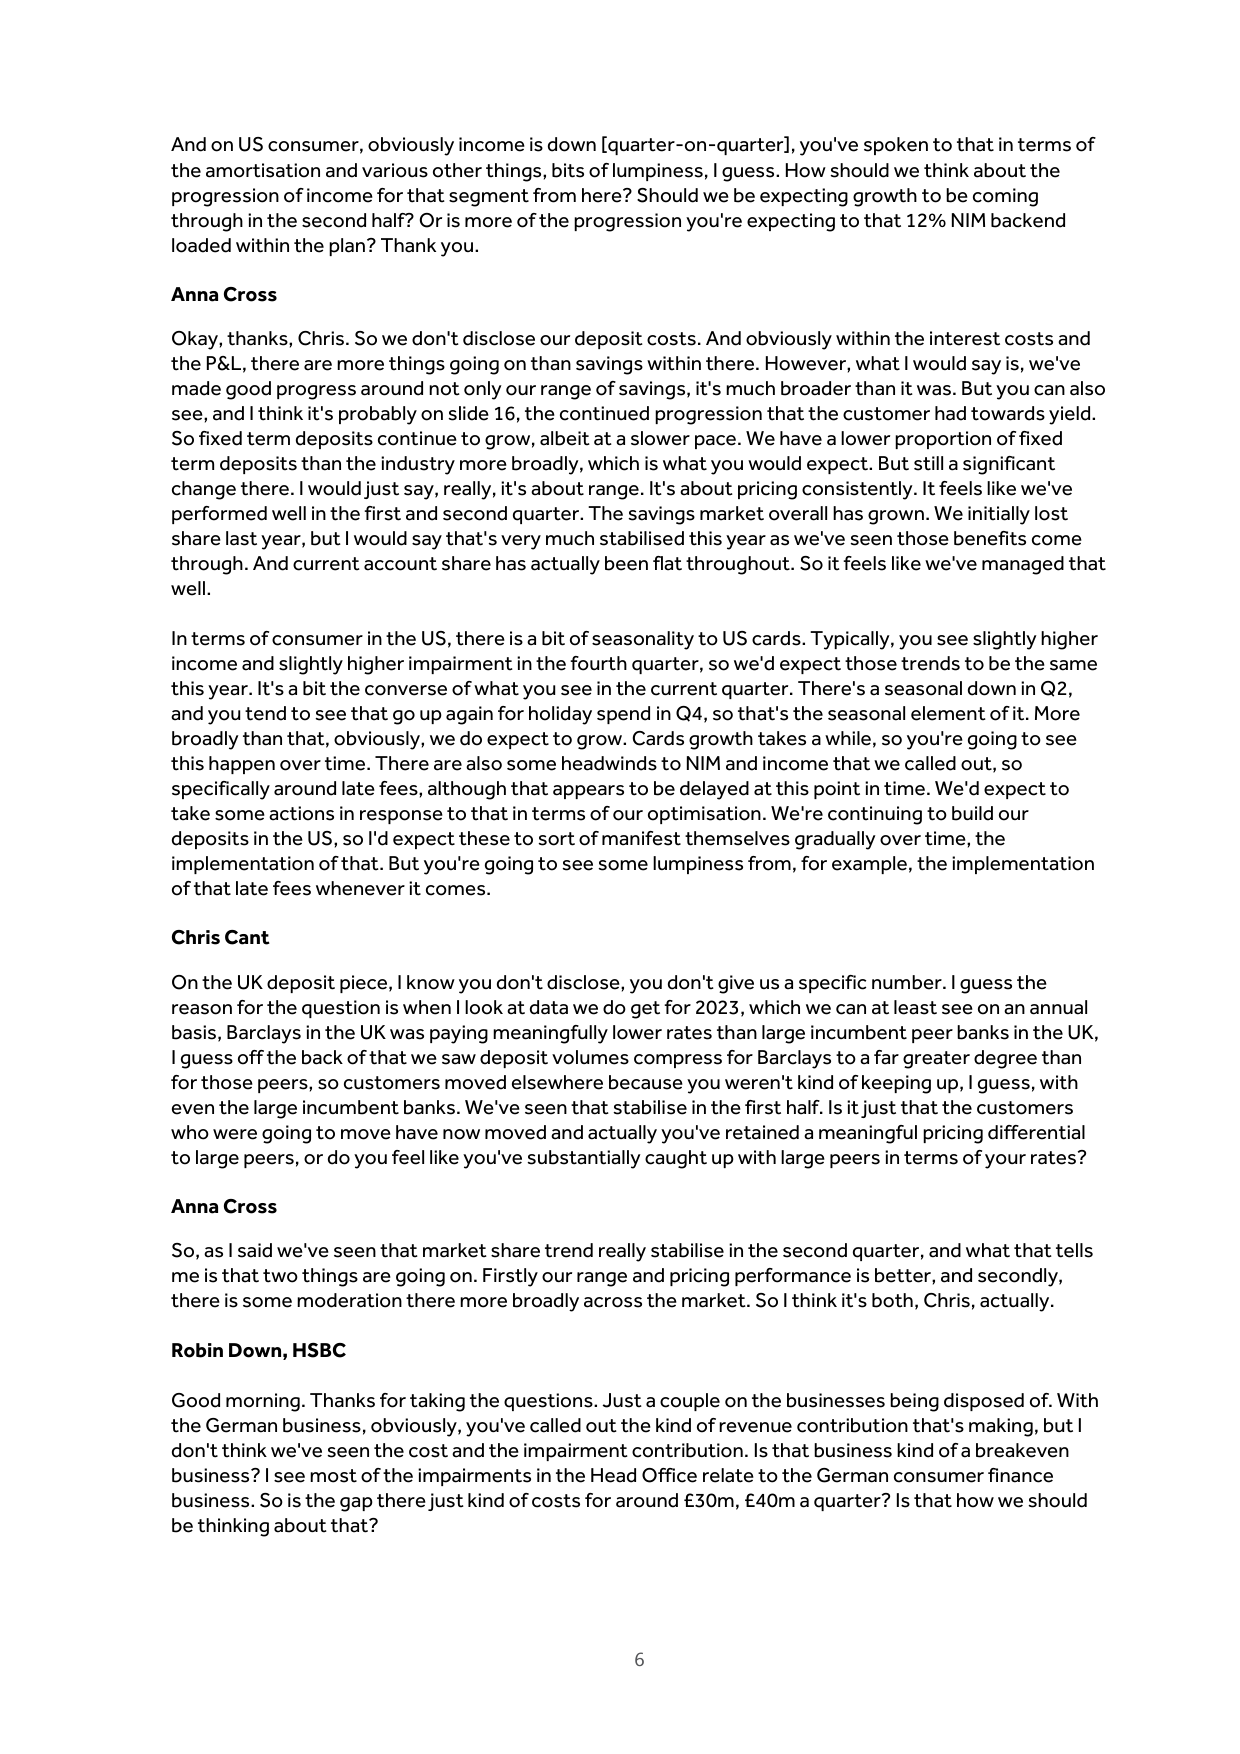 And on US consumer, obviously income is down [quarter-on-quarter], you've spoken to that in terms of
the amortisation and various other things, bits of lumpiness, I guess. How should we think about the
progression of income for that segment from here? Should we be expecting growth to be coming
through in the second half? Or is more of the progression you're expecting to that 12% NIM backend
loaded within the plan? Thank you.
Anna Cross
Okay, thanks, Chris. So we don't disclose our deposit costs. And obviously within the interest costs and
the P&L, there are more things going on than savings within there. However, what I would say is, we've
made good progress around not only our range of savings, it's much broader than it was. But you can also
see, and I think it's probably on slide 16, the continued progression that the customer had towards yield.
So fixed term deposits continue to grow, albeit at a slower pace. We have a lower proportion of fixed
term deposits than the industry more broadly, which is what you would expect. But still a significant
change there. I would just say, really, it's about range. It's about pricing consistently. It feels like we've
performed well in the first and second quarter. The savings market overall has grown. We initially lost
share last year, but I would say that's very much stabilised this year as we've seen those benefits come
through. And current account share has actually been flat throughout. So it feels like we've managed that
well.
In terms of consumer in the US, there is a bit of seasonality to US cards. Typically, you see slightly higher
income and slightly higher impairment in the fourth quarter, so we'd expect those trends to be the same
this year. It's a bit the converse of what you see in the current quarter. There's a seasonal down in Q2,
and you tend to see that go up again for holiday spend in Q4, so that's the seasonal element of it. More
broadly than that, obviously, we do expect to grow. Cards growth takes a while, so you're going to see
this happen over time. There are also some headwinds to NIM and income that we called out, so
specifically around late fees, although that appears to be delayed at this point in time. We'd expect to
take some actions in response to that in terms of our optimisation. We're continuing to build our
deposits in the US, so I'd expect these to sort of manifest themselves gradually over time, the
implementation of that. But you're going to see some lumpiness from, for example, the implementation
of that late fees whenever it comes.
Chris Cant
On the UK deposit piece, I know you don't disclose, you don't give us a specific number. I guess the
reason for the question is when I look at data we do get for 2023, which we can at least see on an annual
basis, Barclays in the UK was paying meaningfully lower rates than large incumbent peer banks in the UK,
I guess off the back of that we saw deposit volumes compress for Barclays to a far greater degree than
for those peers, so customers moved elsewhere because you weren't kind of keeping up, I guess, with
even the large incumbent banks. We've seen that stabilise in the first half. Is it just that the customers
who were going to move have now moved and actually you've retained a meaningful pricing differential
to large peers, or do you feel like you've substantially caught up with large peers in terms of your rates?
Anna Cross
So, as I said we've seen that market share trend really stabilise in the second quarter, and what that tells
me is that two things are going on. Firstly our range and pricing performance is better, and secondly,
there is some moderation there more broadly across the market. So I think it's both, Chris, actually.
Robin Down, HSBC
Good morning. Thanks for taking the questions. Just a couple on the businesses being disposed of. With
the German business, obviously, you've called out the kind of revenue contribution that's making, but I
don't think we've seen the cost and the impairment contribution. Is that business kind of a breakeven
business? I see most of the impairments in the Head Office relate to the German consumer finance
business. So is the gap there just kind of costs for around £30m, £40m a quarter? Is that how we should
be thinking about that?
6